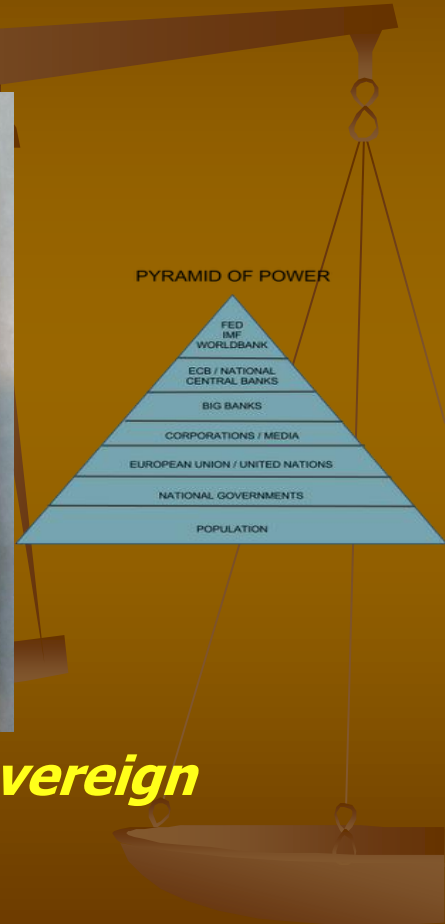 PYRAMID OF POWER
FED
IMF
WORLDBANK
ECB / NATIONAL
CENTRAL BANKS
BIG BANKS
CORPORATIONS / MEDIA
EUROPEAN UNION / UNITED NATIONS
NATIONAL GOVERNMENTS
POPULATION
vereign